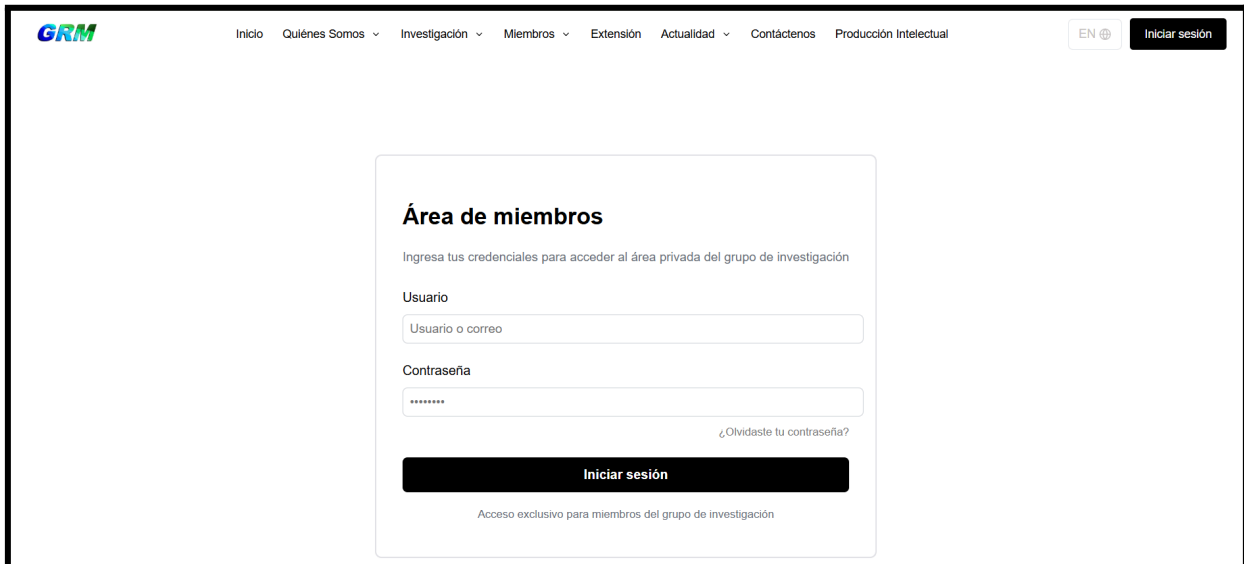 GRM
Inicio Quiénes Somos Investigación Miembros Extensión Actualidad Contáctenos Producción Intelectual EN Iniciar sesión
Área de miembros
Ingresa tus credenciales para acceder al área privada del grupo de investigación
Usuario
Usuario o correo
Contraseña
••••••••
¿Olvidaste tu contraseña?
Iniciar sesión
Acceso exclusivo para miembros del grupo de investigación